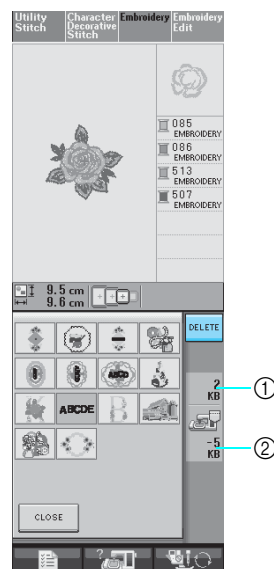 Utility Stitch
Character Decorative Stitch
Embroidery
Embroidery Edit
085
EMBROIDERY
086
EMBROIDERY
513
EMBROIDERY
507
EMBROIDERY
9.5 cm
9.6 cm
DELETE
2
KB
①
-5
KB
②
ABCDE
ABCD
B
CLOSE
?